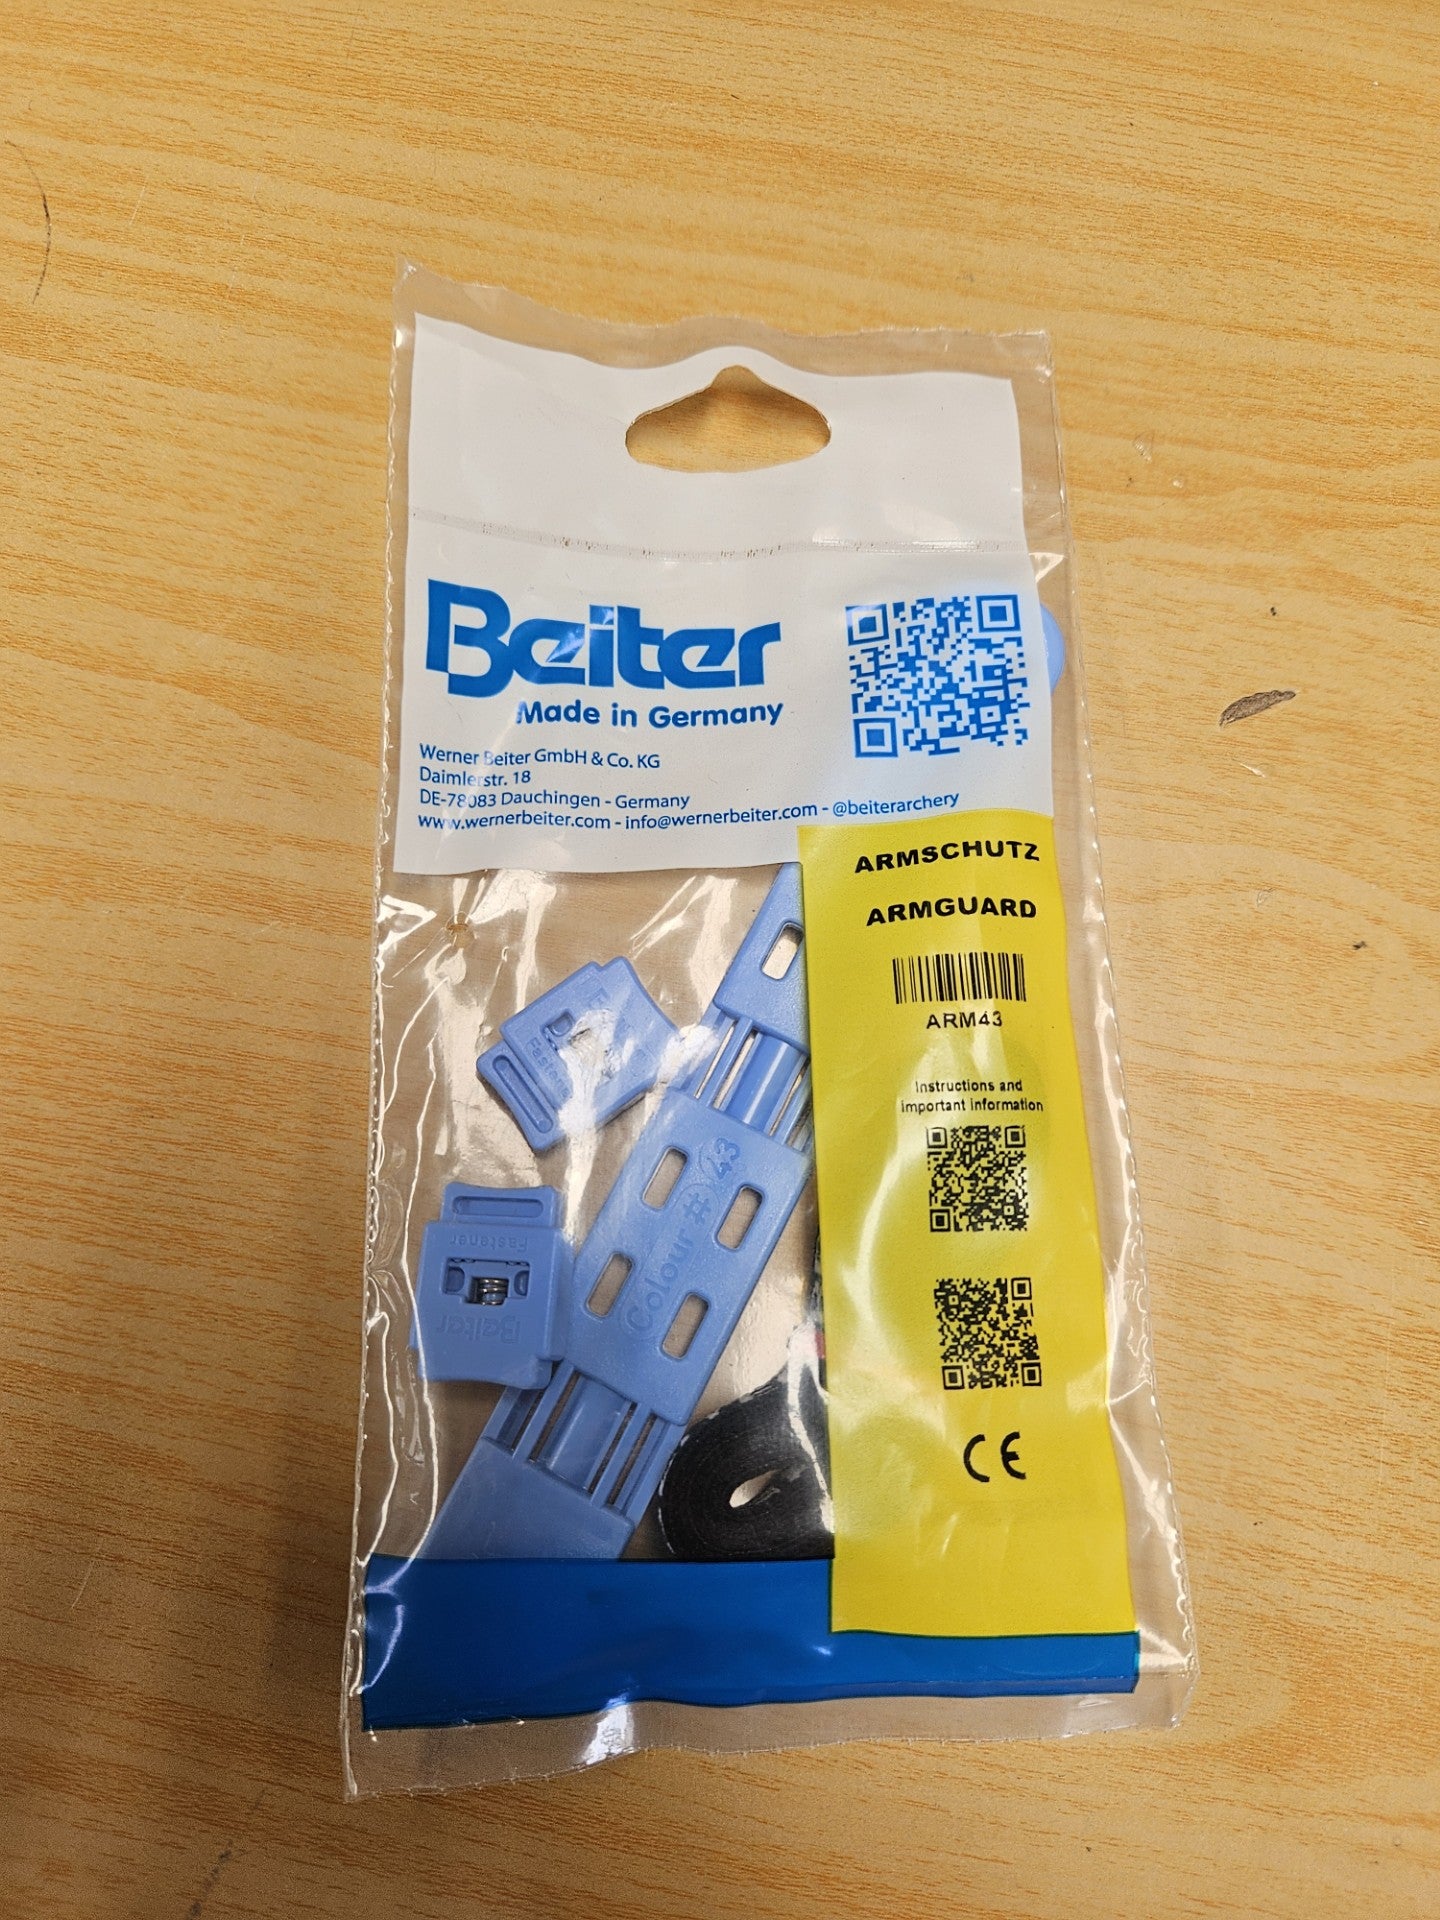 Beiter
Made in Germany
Werner Beiter GmbH & Co. KG
Daimlerstr. 18
DE-78083 Dauchingen - Germany
www.wernerbeiter.com - info@wernerbeiter.com - @beiterarchery
ARMSCHUTZ
ARMGUARD
ARM43
Instructions and
important information
CE
Fastener
Colour # 43
Fastener
Beiter